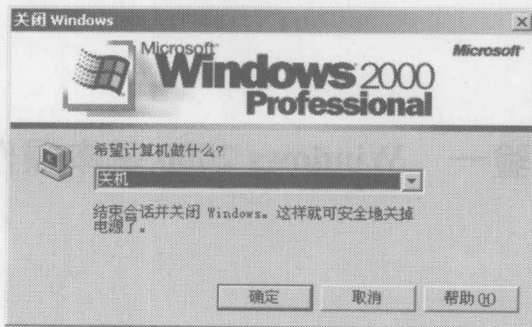 关闭 Windows
Microsoft
Microsoft
Windows 2000
Professional
希望计算机做什么?
关机
结束会话并关闭 Windows。这样就可安全地关掉
电源了。
确定 取消 帮助(H)